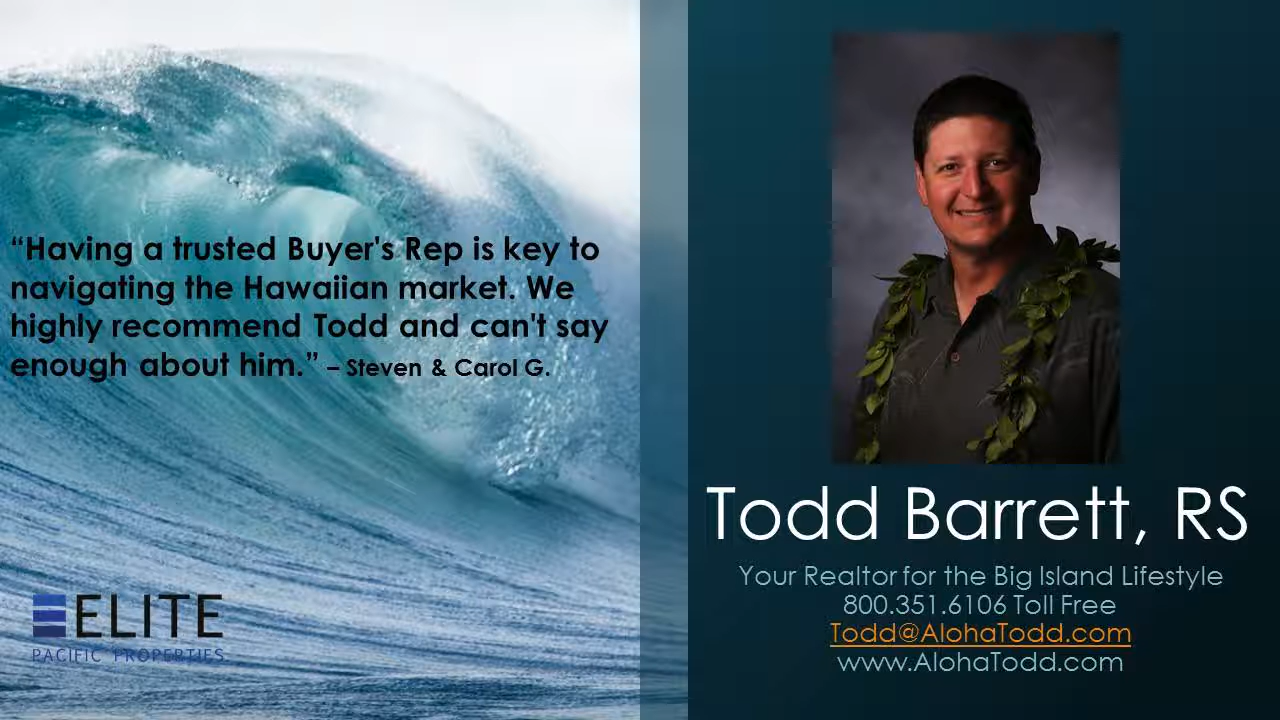 “Having a trusted Buyer's Rep is key to
navigating the Hawaiian market. We
highly recommend Todd and can't say
enough about him.” – Steven & Carol G.
ELITE
PACIFIC PROPERTIES
Todd Barrett, RS
Your Realtor for the Big Island Lifestyle
800.351.6106 Toll Free
Todd@AlohaTodd.com
www.AlohaTodd.com